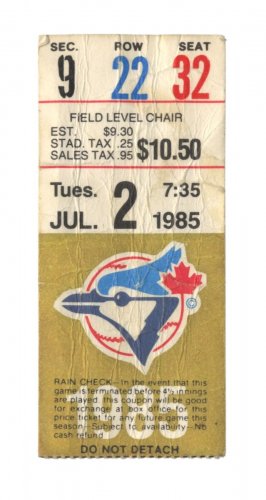 SEC. ROW SEAT
9 22 32
FIELD LEVEL CHAIR
EST. $9.30
STAD. TAX .25
SALES TAX .95 $10.50
Tues. 7:35
JUL. 2 1985
RAIN CHECK—In the event that this
game is terminated before 4½ innings
are played, this coupon will be good
for exchange at box office for this
price ticket for any future game this
season. Subject to availability - No
cash refund
DO NOT DETACH